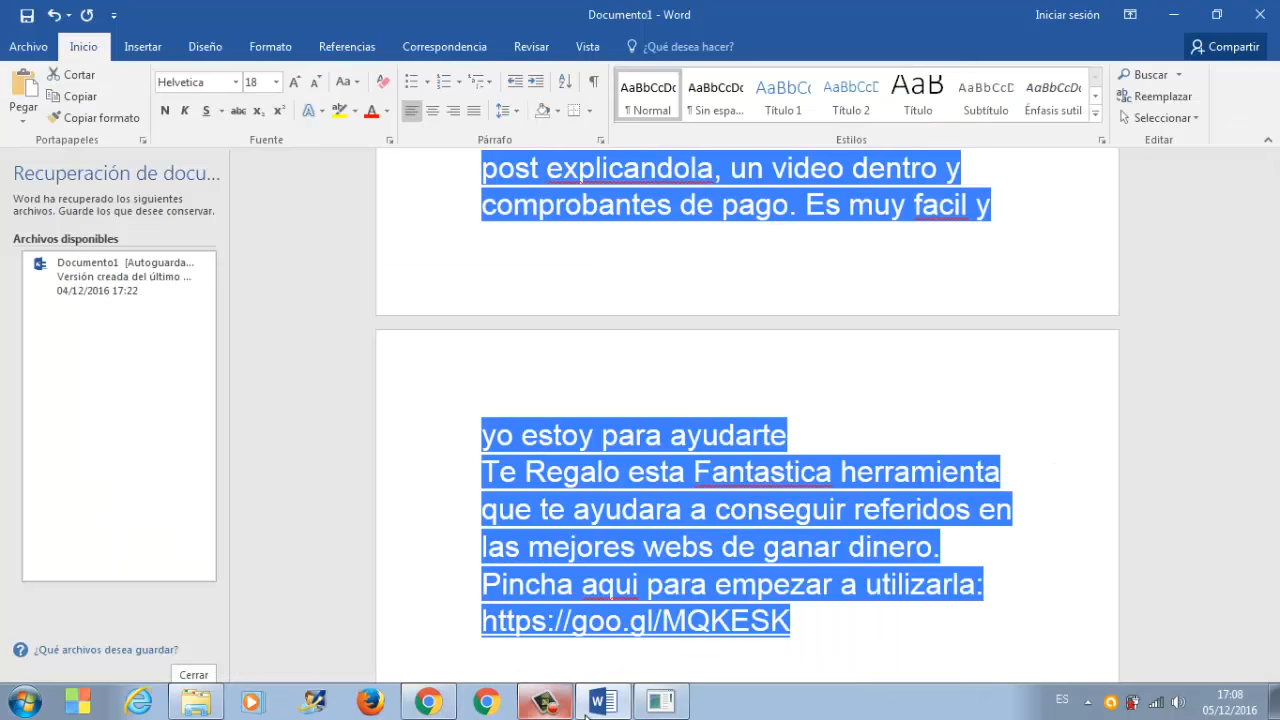 Documento1 - Word
Iniciar sesión
Archivo Inicio Insertar Diseño Formato Referencias Correspondencia Revisar Vista ¿Qué desea hacer? Compartir
Pegar
Cortar
Copiar
Copiar formato
Portapapeles
Helvetica 18
N K S abc x₂ x²
Fuente
Párrafo
AaBbCcDc AaBbCcDc AaBbCc AaBbCcD AaB AaBbCcD AaBbCcDc
¶ Normal ¶ Sin espa... Título 1 Título 2 Título Subtítulo Énfasis sutil
Estilos
Buscar
Reemplazar
Seleccionar
Editar
Recuperación de docu...
Word ha recuperado los siguientes
archivos. Guarde los que desee conservar.
Archivos disponibles
Documento1 [Autoguarda...
Versión creada del último ...
04/12/2016 17:22
¿Qué archivos desea guardar?
Cerrar
post explicandola, un video dentro y
comprobantes de pago. Es muy facil y
yo estoy para ayudarte
Te Regalo esta Fantastica herramienta
que te ayudara a conseguir referidos en
las mejores webs de ganar dinero.
Pincha aqui para empezar a utilizarla:
https://goo.gl/MQKESK
ES
17:08
05/12/2016